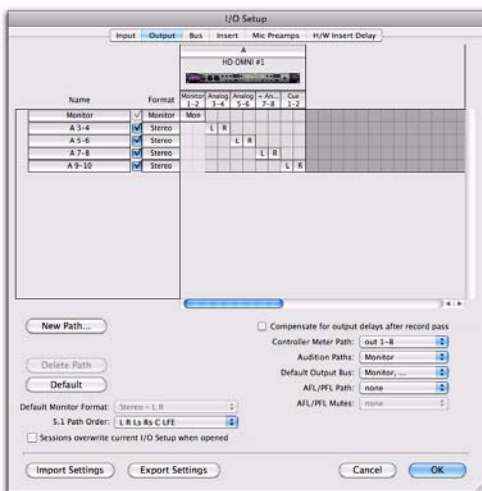 I/O Setup
Input Output Bus Insert Mic Preamps H/W Insert Delay
A
HD OMNI #1
Name Format Monitor 1-2 Analog 3-4 Analog 5-6 + An... 7-8 Cue 1-2
Monitor Monitor Mon
A 3-4 Stereo L R
A 5-6 Stereo L R
A 7-8 Stereo L R
A 9-10 Stereo L R
New Path...
Delete Path
Default
Compensate for output delays after record pass
Controller Meter Path: out 1-8
Audition Paths: Monitor
Default Output Bus: Monitor, ...
AFL/PFL Path: none
AFL/PFL Mutes: none
Default Monitor Format: Stereo - L R
5.1 Path Order: L R Ls Rs C LFE
Sessions overwrite current I/O Setup when opened
Import Settings Export Settings Cancel OK